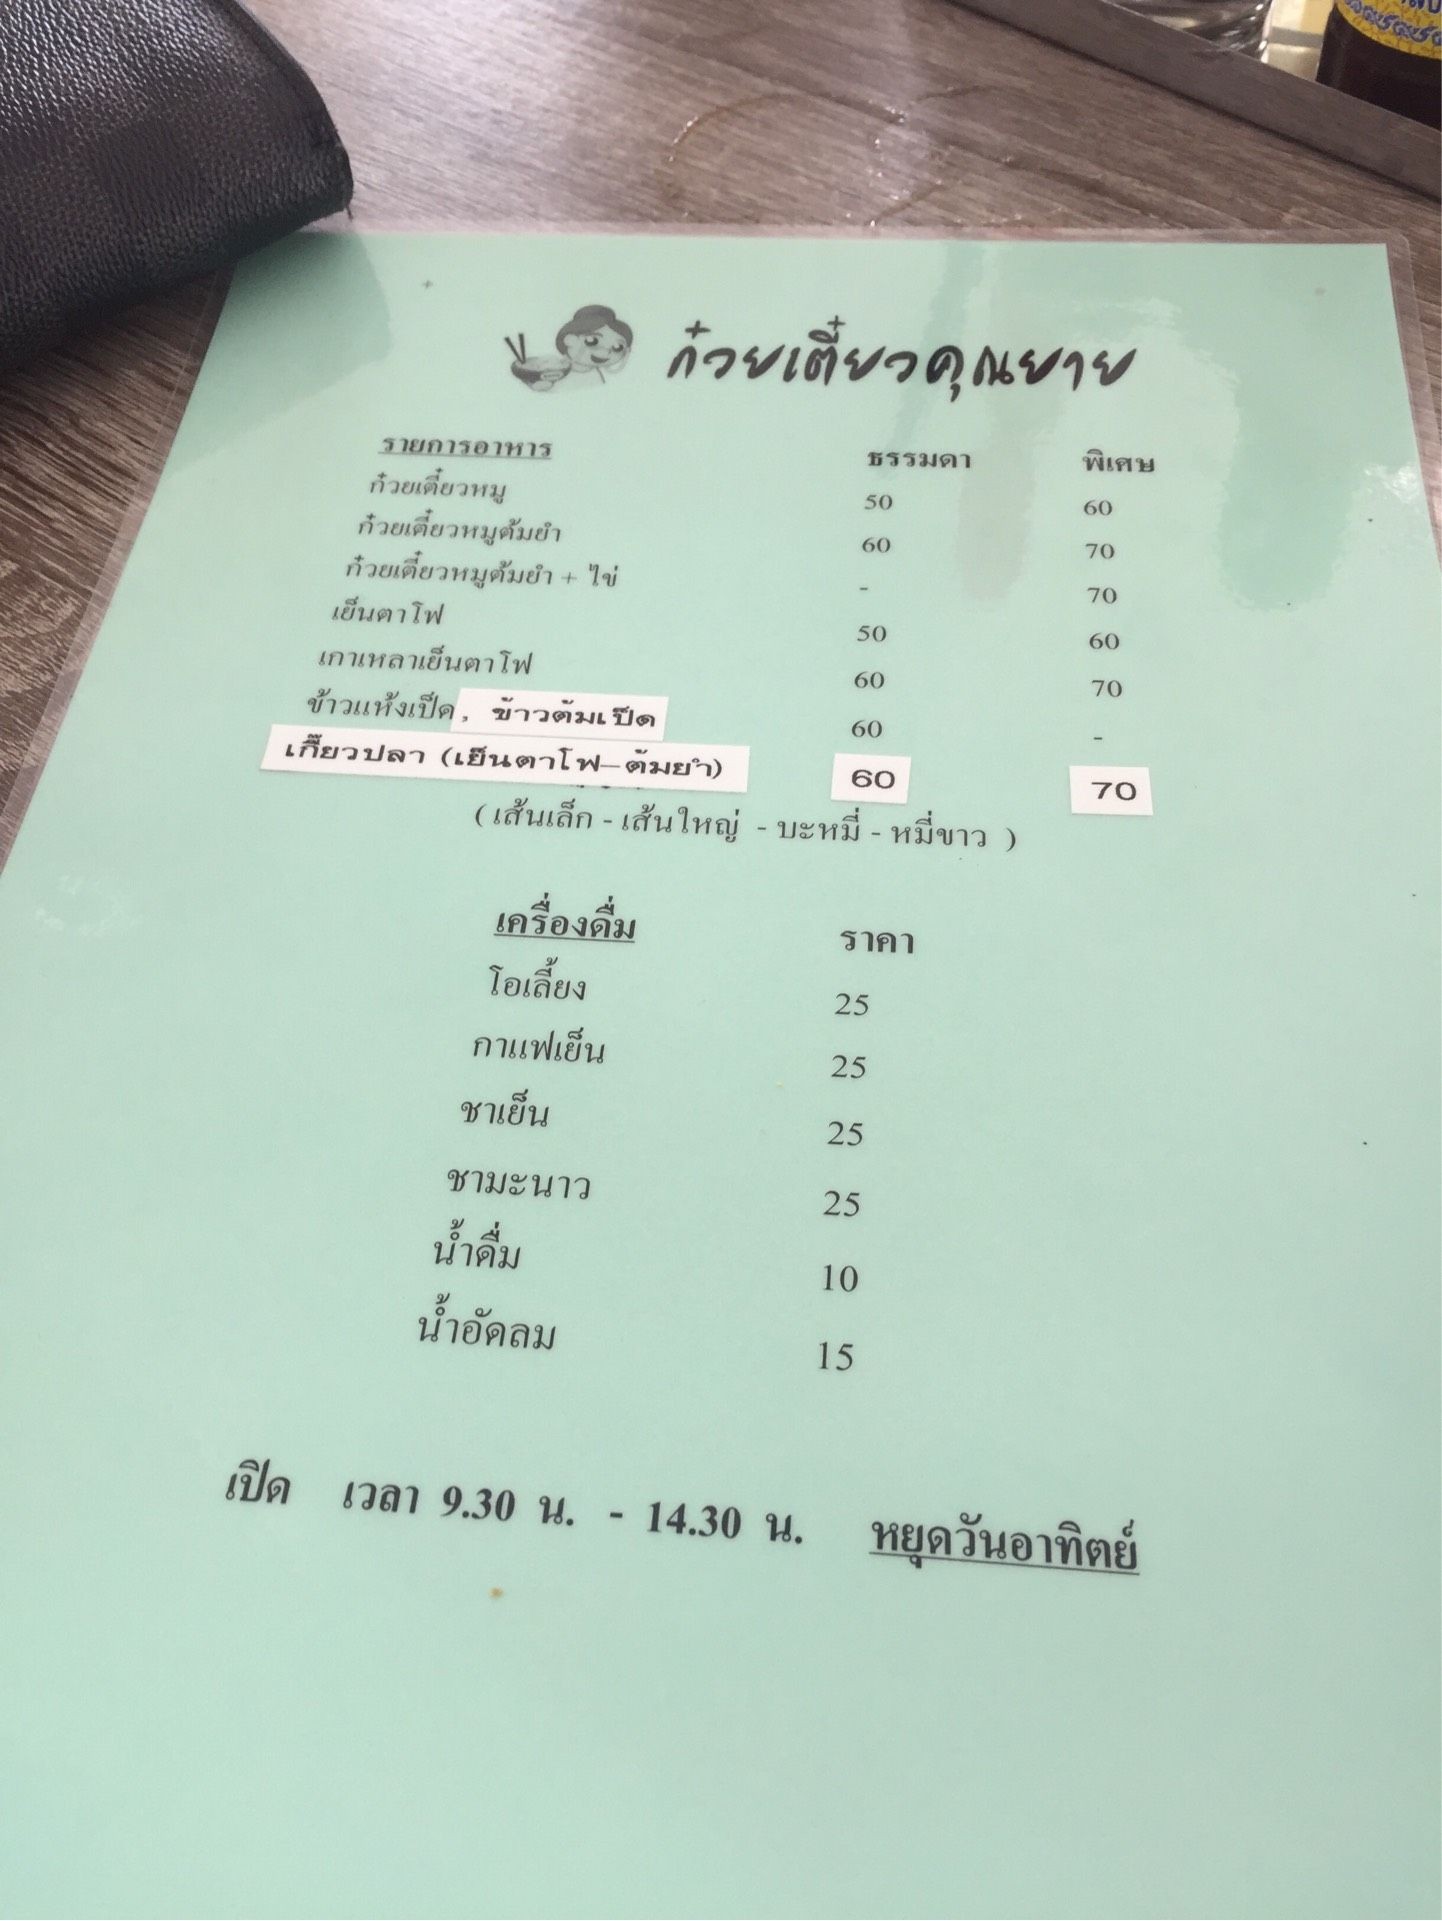 ก๋วยเตี๋ยวคุณยาย
รายการอาหาร ธรรมดา พิเศษ
ก๋วยเตี๋ยวหมู 50 60
ก๋วยเตี๋ยวหมูต้มยำ 60 70
ก๋วยเตี๋ยวหมูต้มยำ + ไข่ - 70
เย็นตาโฟ 50 60
เกาเหลาเย็นตาโฟ 60 70
ข้าวแห้งเป็ด, ข้าวต้มเป็ด 60 -
เกี๊ยวปลา (เย็นตาโฟ-ต้มยำ) 60 70
( เส้นเล็ก - เส้นใหญ่ - บะหมี่ - หมี่ขาว )
เครื่องดื่ม ราคา
โอเลี้ยง 25
กาแฟเย็น 25
ชาเย็น 25
ชามะนาว 25
น้ำดื่ม 10
น้ำอัดลม 15
เปิด เวลา 9.30 น. - 14.30 น. หยุดวันอาทิตย์